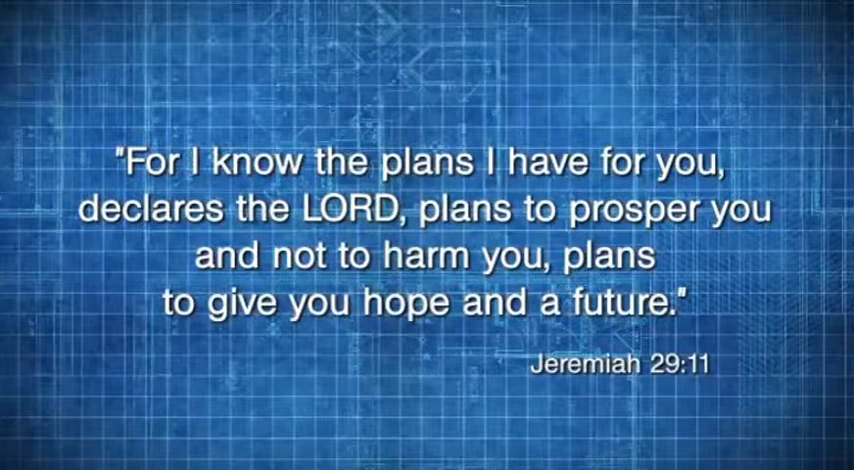 "For I know the plans I have for you,
declares the LORD, plans to prosper you
and not to harm you, plans
to give you hope and a future."
Jeremiah 29:11